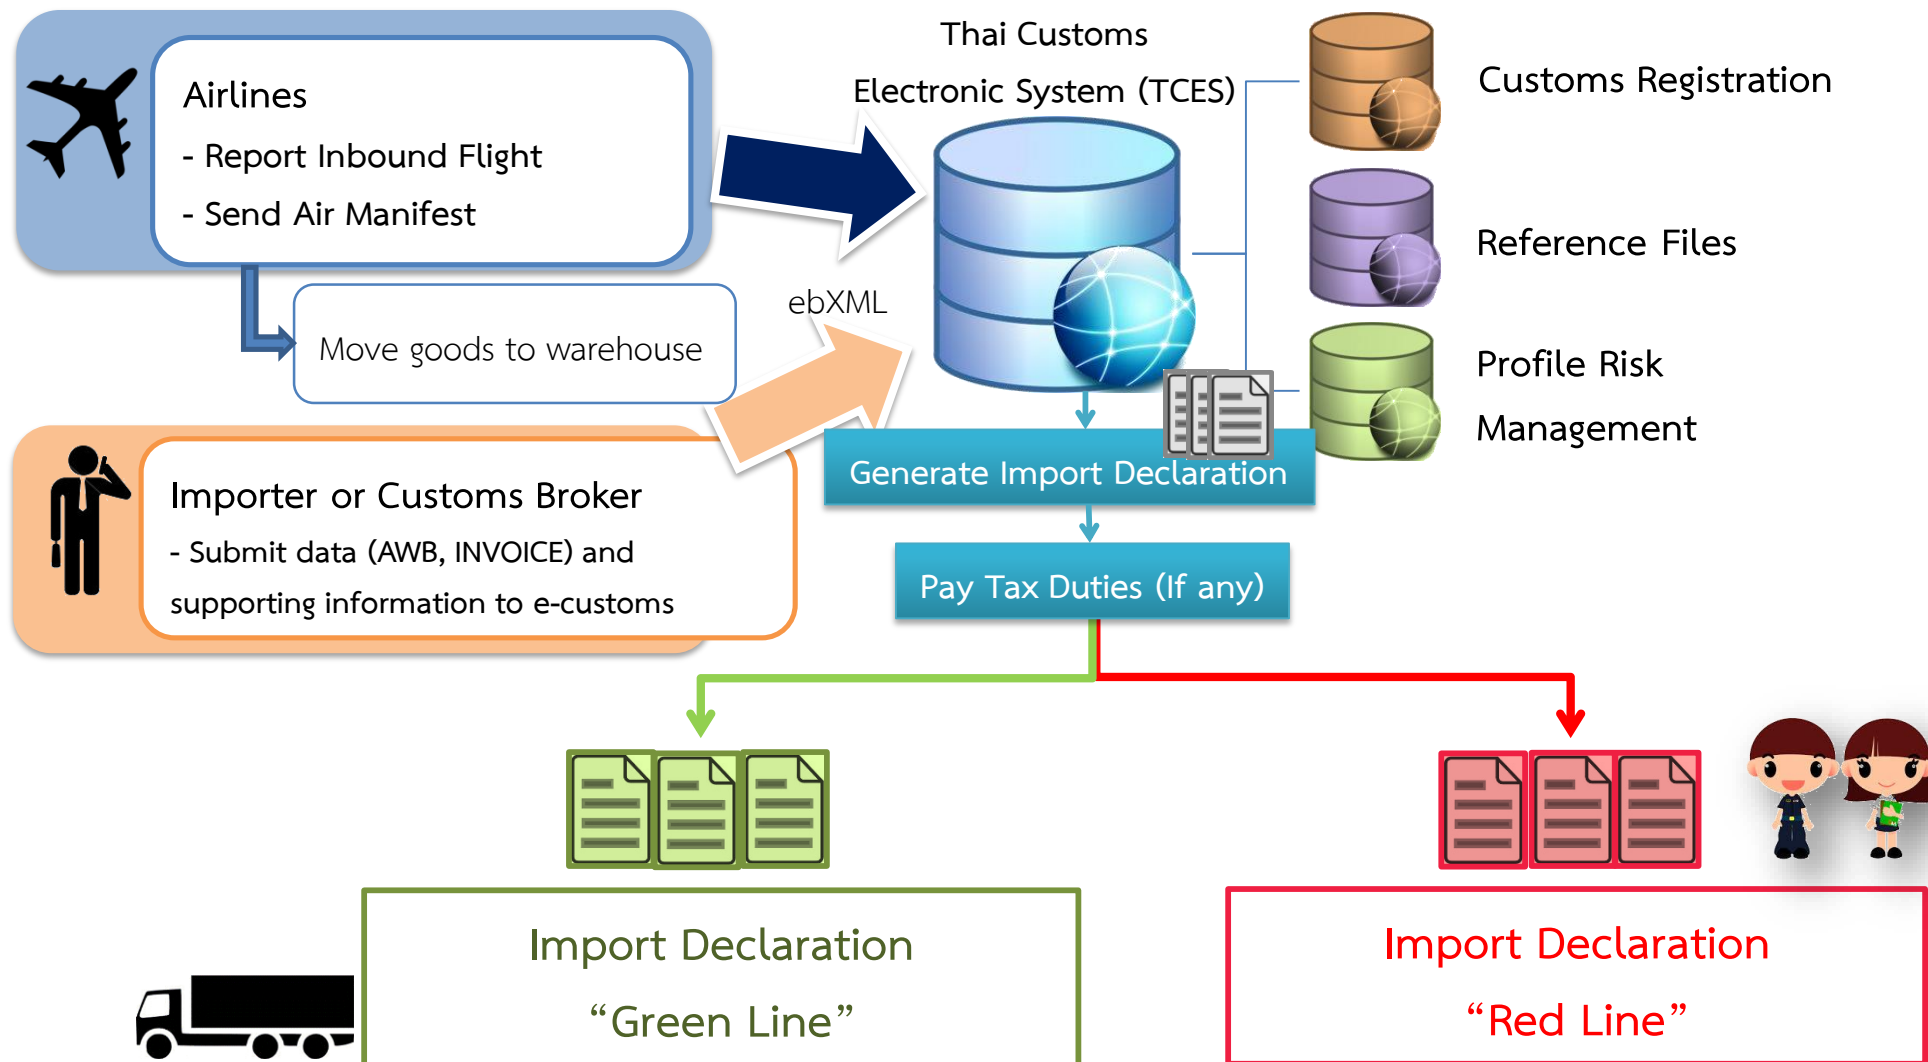 Airlines
- Report Inbound Flight
- Send Air Manifest
Move goods to warehouse
Thai Customs
Electronic System (TCES)
ebXML
Customs Registration
Reference Files
Profile Risk
Management
Importer or Customs Broker
- Submit data (AWB, INVOICE) and
supporting information to e-customs
Generate Import Declaration
Pay Tax Duties (If any)
Import Declaration
“Green Line”
Import Declaration
“Red Line”